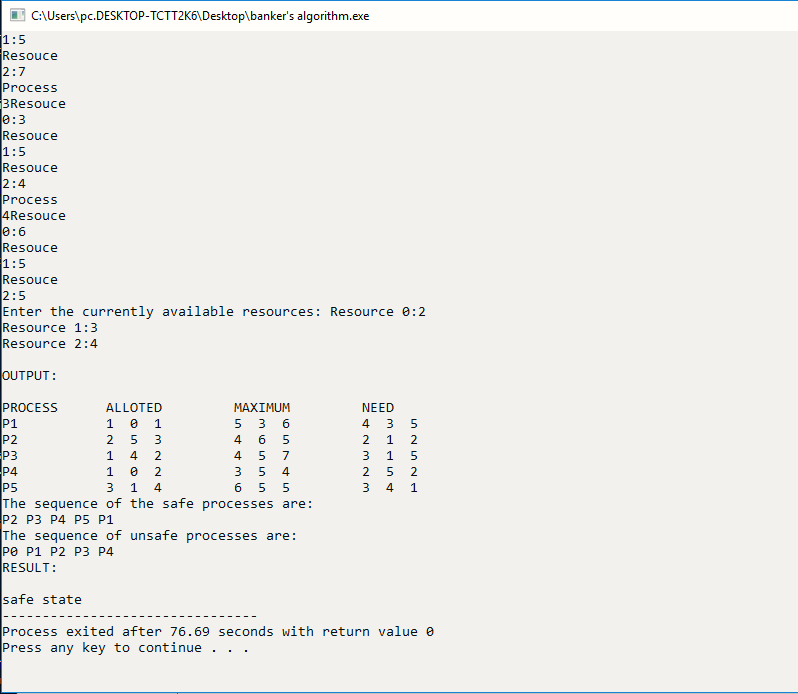 C:\Users\pc.DESKTOP-TCTT2K6\Desktop\banker's algorithm.exe
1:5
Resouce
2:7
Process
3Resouce
0:3
Resouce
1:5
Resouce
2:4
Process
4Resouce
0:6
Resouce
1:5
Resouce
2:5
Enter the currently available resources: Resource 0:2
Resource 1:3
Resource 2:4
OUTPUT:
PROCESS ALLOTED MAXIMUM NEED
P1 1 0 1 5 3 6 4 3 5
P2 2 5 3 4 6 5 2 1 2
P3 1 4 2 4 5 7 3 1 5
P4 1 0 2 3 5 4 2 5 2
P5 3 1 4 6 5 5 3 4 1
The sequence of the safe processes are:
P2 P3 P4 P5 P1
The sequence of unsafe processes are:
P0 P1 P2 P3 P4
RESULT:
safe state
--------------------------------
Process exited after 76.69 seconds with return value 0
Press any key to continue . . .